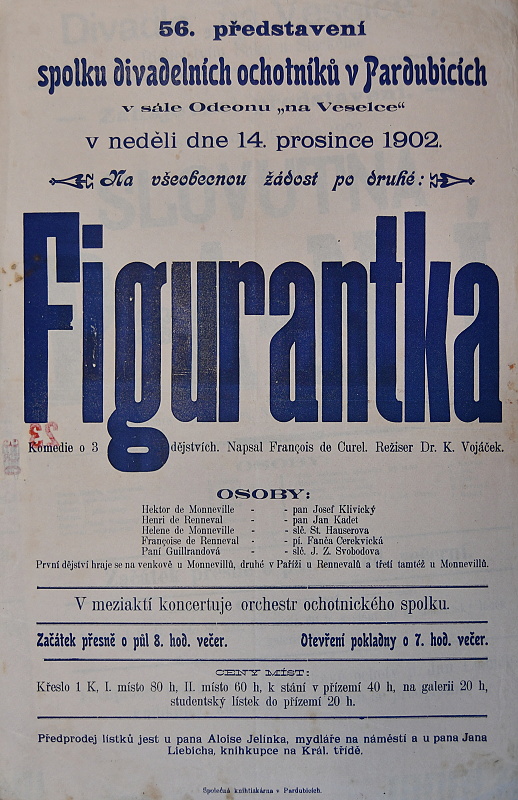 56. představení
spolku divadelních ochotníků v Pardubicích
v sále Odeonu „na Veselce“
v neděli dne 14. prosince 1902.
Na všeobecnou žádost po druhé:
Figurantka
Komedie o 3 dějstvích. Napsal François de Curel. Režiser Dr. K. Vojáček.
23
OSOBY:
Hektor de Monneville - - pan Josef Klivický
Henri de Renneval - - pan Jan Kadet
Helene de Monneville - - slč. St. Hauserova
Françoise de Renneval - - pí. Fanča Cerekvická
Paní Guillrandová - - slč. J. Z. Svobodova
První dějství hraje se na venkově u Monnevillů, druhé v Paříži u Rennevalů a třetí tamtéž u Monnevillů.
V meziaktí koncertuje orchestr ochotnického spolku.
Začátek přesně o půl 8. hod. večer. Otevření pokladny o 7. hod. večer.
CENY MÍST:
Křeslo 1 K, I. místo 80 h, II. místo 60 h, k stání v přízemí 40 h, na galerii 20 h,
studentský lístek do přízemí 20 h.
Předprodej lístků jest u pana Aloise Jelínka, mydláře na náměstí a u pana Jana
Liebicha, knihkupce na Král. třídě.
Společná knihtiskárna v Pardubicích.